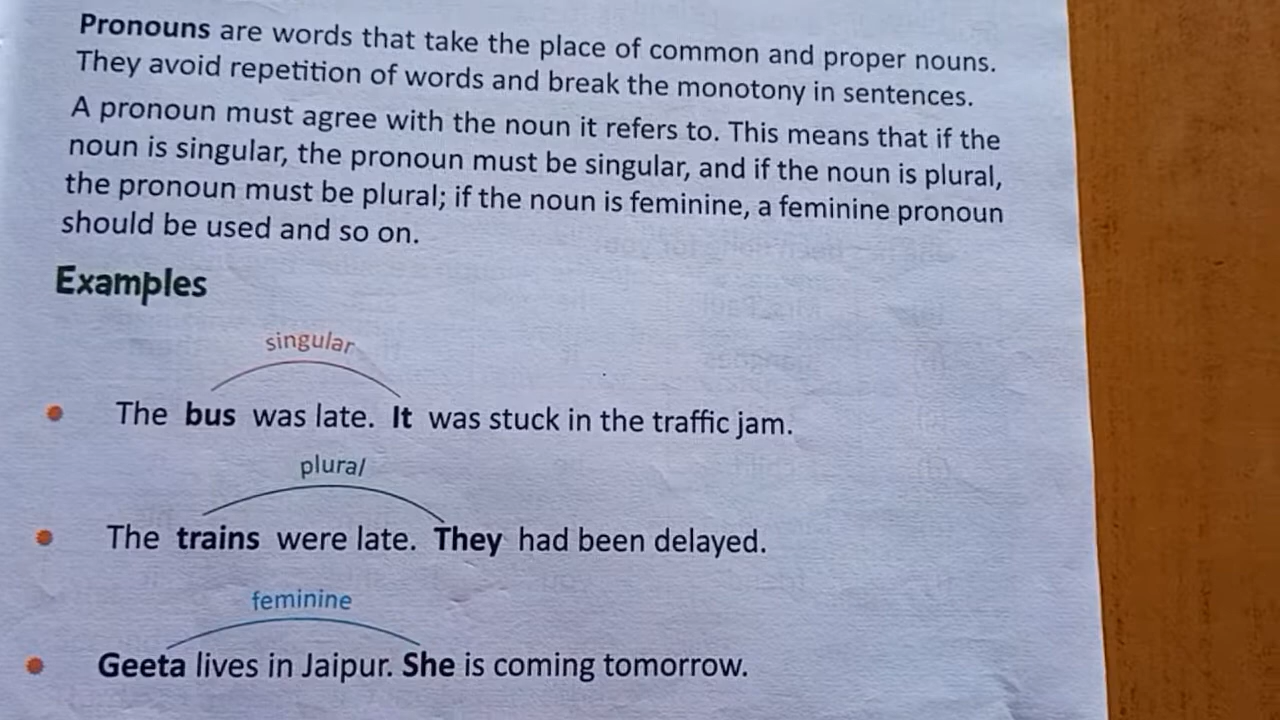 Pronouns are words that take the place of common and proper nouns.
They avoid repetition of words and break the monotony in sentences.
A pronoun must agree with the noun it refers to. This means that if the
noun is singular, the pronoun must be singular, and if the noun is plural,
the pronoun must be plural; if the noun is feminine, a feminine pronoun
should be used and so on.
Examples
singular
• The bus was late. It was stuck in the traffic jam.
plural
• The trains were late. They had been delayed.
feminine
• Geeta lives in Jaipur. She is coming tomorrow.